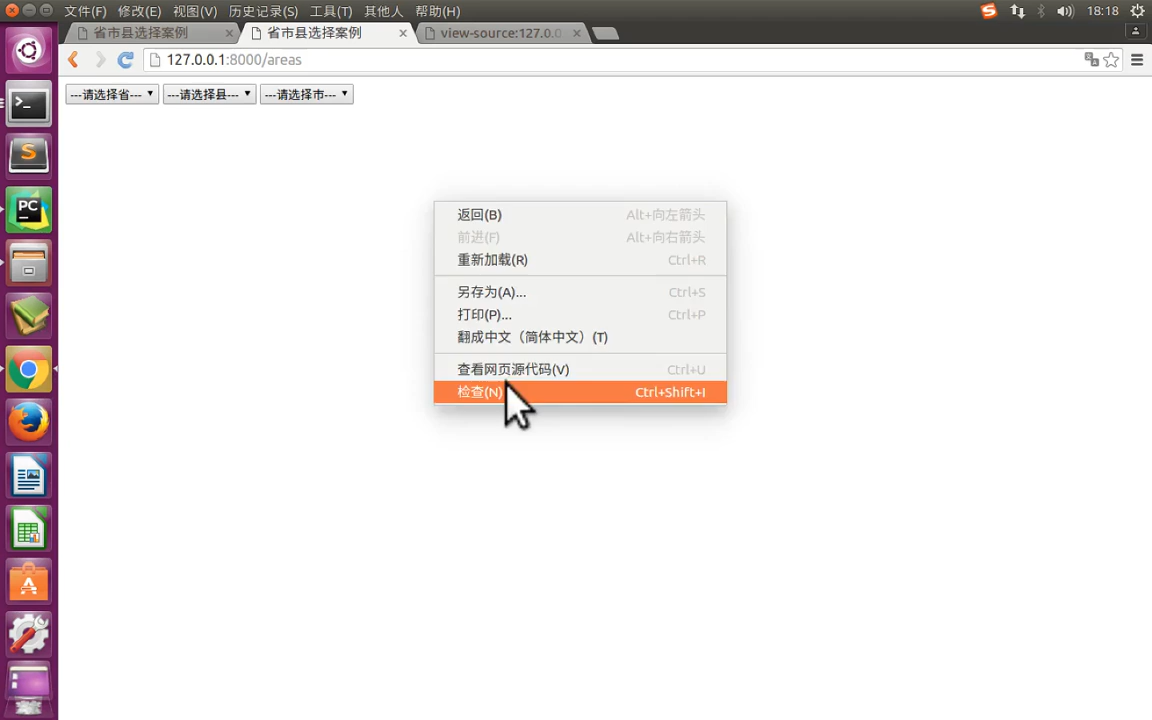 文件(F) 修改(E) 视图(V) 历史记录(S) 工具(T) 其他人 帮助(H) 18:18
省市县选择案例 省市县选择案例 view-source:127.0.0
127.0.0.1:8000/areas
---请选择省--- ---请选择县--- ---请选择市---
返回(B) Alt+向左箭头
前进(F) Alt+向右箭头
重新加载(R) Ctrl+R
另存为(A)... Ctrl+S
打印(P)... Ctrl+P
翻成中文（简体中文）(T)
查看网页源代码(V) Ctrl+U
检查(N) Ctrl+Shift+I
PC